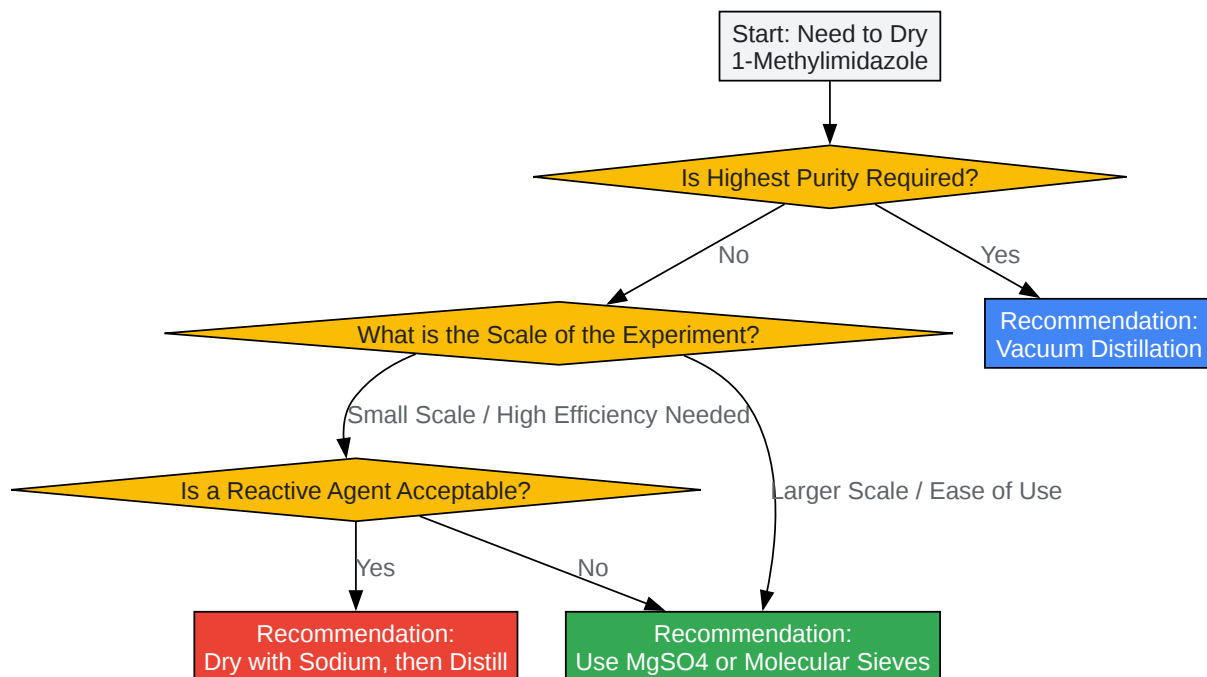 Start: Need to Dry
1-Methylimidazole
Is Highest Purity Required?
No
Yes
Recommendation:
Vacuum Distillation
What is the Scale of the Experiment?
Small Scale / High Efficiency Needed
Larger Scale / Ease of Use
Is a Reactive Agent Acceptable?
Yes
No
Recommendation:
Dry with Sodium, then Distill
Recommendation:
Use MgSO4 or Molecular Sieves